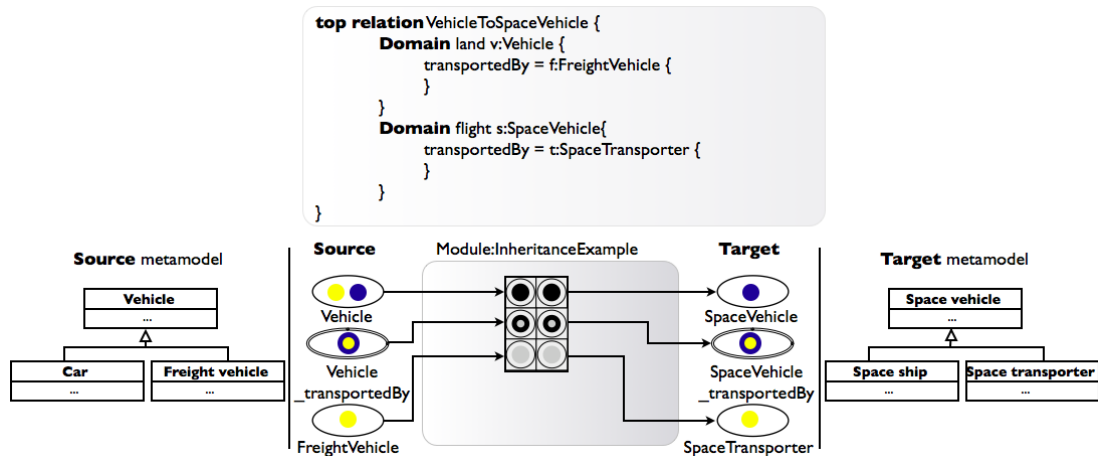 top relation VehicleToSpaceVehicle {
Domain land v:Vehicle {
transportedBy = f:FreightVehicle {
}
}
Domain flight s:SpaceVehicle{
transportedBy = t:SpaceTransporter {
}
}
}
Source metamodel
Vehicle
...
Car
...
Freight vehicle
...
Source
Vehicle
Vehicle
_transportedBy
FreightVehicle
Module:InheritanceExample
Target
SpaceVehicle
SpaceVehicle
_transportedBy
SpaceTransporter
Target metamodel
Space vehicle
...
Space ship
...
Space transporter
...